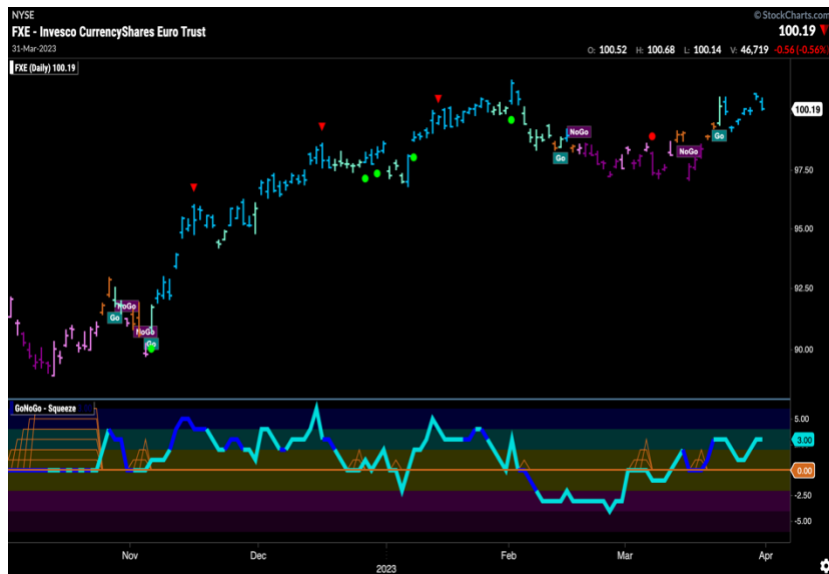 NYSE
© StockCharts.com
FXE - Invesco CurrencyShares Euro Trust
100.19
31-Mar-2023
O: 100.52 H: 100.68 L: 100.14 V: 46,719 -0.56 (-0.56%)
FXE (Daily) 100.19
100.19
NoGo
Go
NoGo
Go
97.50
95.00
NoGo
Go
92.50
NoGo
Go
90.00
GoNoGo - Squeeze
5.00
3.00
0.00
-2.50
-5.00
Nov Dec 2023 Feb Mar Apr